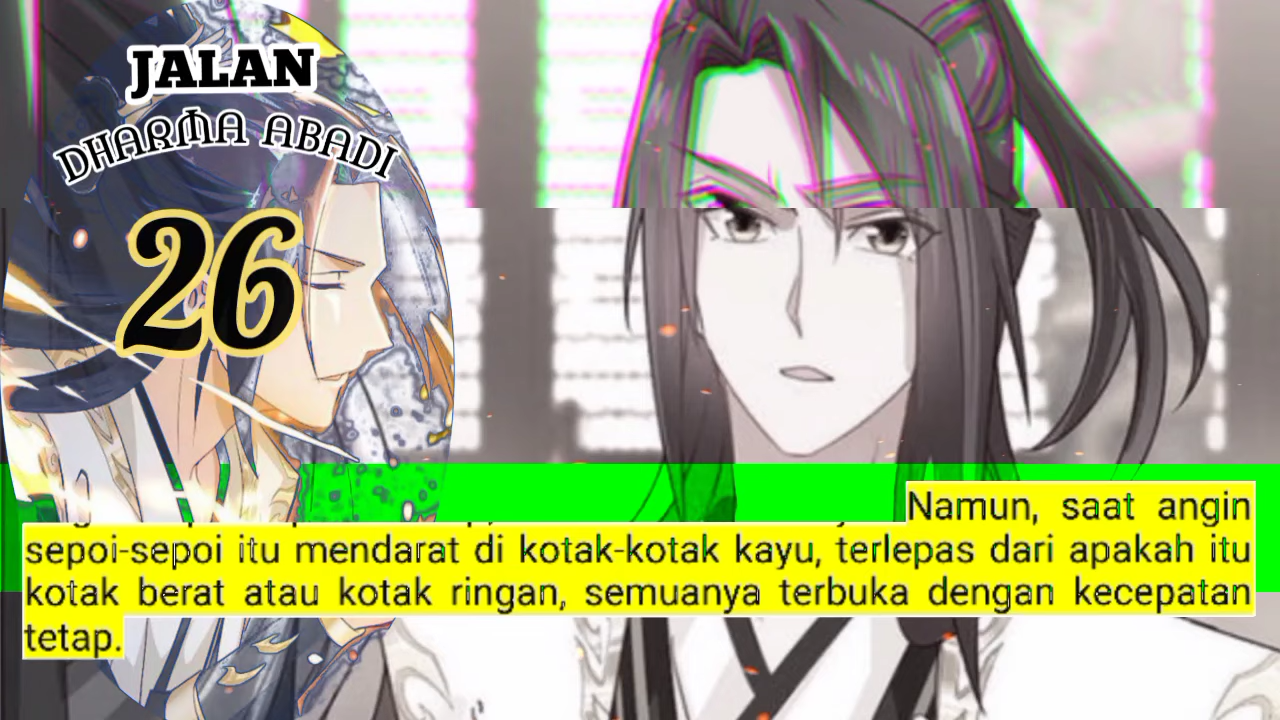 JALAN
DHARMA ABADI
26
Namun, saat angin
sepoi-sepoi itu mendarat di kotak-kotak kayu, terlepas dari apakah itu
kotak berat atau kotak ringan, semuanya terbuka dengan kecepatan
tetap.